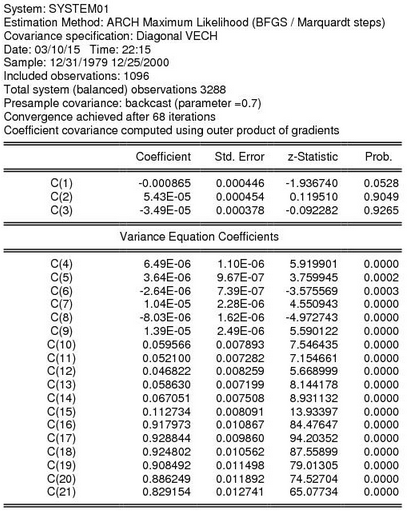 System: SYSTEM01
Estimation Method: ARCH Maximum Likelihood (BFGS / Marquardt steps)
Covariance specification: Diagonal VECH
Date: 03/10/15 Time: 22:15
Sample: 12/31/1979 12/25/2000
Included observations: 1096
Total system (balanced) observations 3288
Presample covariance: backcast (parameter =0.7)
Convergence achieved after 68 iterations
Coefficient covariance computed using outer product of gradients
Coefficient Std. Error z-Statistic Prob.
C(1) -0.000865 0.000446 -1.936740 0.0528
C(2) 5.43E-05 0.000454 0.119510 0.9049
C(3) -3.49E-05 0.000378 -0.092282 0.9265
Variance Equation Coefficients
C(4) 6.49E-06 1.10E-06 5.919901 0.0000
C(5) 3.64E-06 9.67E-07 3.759945 0.0002
C(6) -2.64E-06 7.39E-07 -3.575569 0.0003
C(7) 1.04E-05 2.28E-06 4.550943 0.0000
C(8) -8.03E-06 1.62E-06 -4.972743 0.0000
C(9) 1.39E-05 2.49E-06 5.590122 0.0000
C(10) 0.059566 0.007893 7.546435 0.0000
C(11) 0.052100 0.007282 7.154661 0.0000
C(12) 0.046822 0.008259 5.668999 0.0000
C(13) 0.058630 0.007199 8.144178 0.0000
C(14) 0.067051 0.007508 8.931132 0.0000
C(15) 0.112734 0.008091 13.93397 0.0000
C(16) 0.917973 0.010867 84.47647 0.0000
C(17) 0.928844 0.009860 94.20352 0.0000
C(18) 0.924802 0.010562 87.55899 0.0000
C(19) 0.908492 0.011498 79.01305 0.0000
C(20) 0.886249 0.011892 74.52704 0.0000
C(21) 0.829154 0.012741 65.07734 0.0000